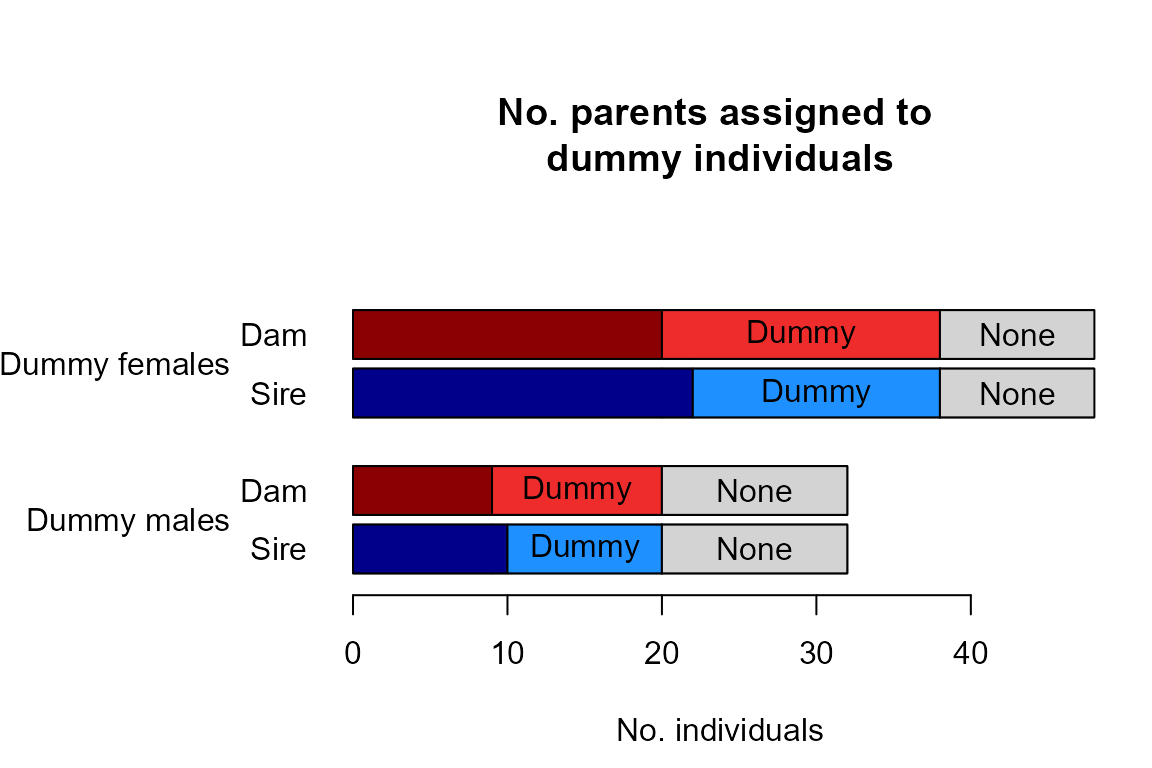 No. parents assigned to
dummy individuals
Dummy females
Dam
Dummy
None
Sire
Dummy
None
Dummy males
Dam
Dummy
None
Sire
Dummy
None
0 10 20 30 40
No. individuals